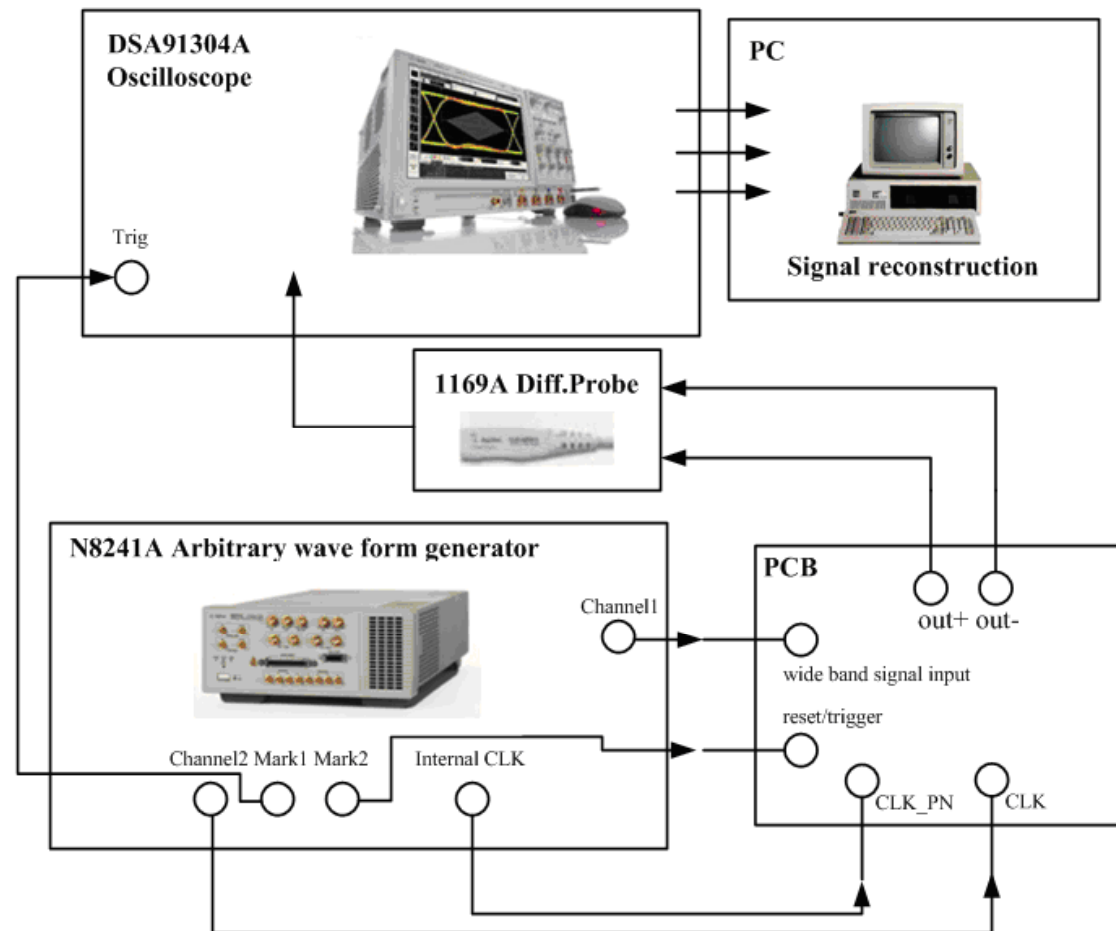 DSA91304A
Oscilloscope
PC
Trig
Signal reconstruction
1169A Diff.Probe
N8241A Arbitrary wave form generator
PCB
Channel1
out+ out-
wide band signal input
reset/trigger
Channel2 Mark1 Mark2
Internal CLK
CLK_PN
CLK